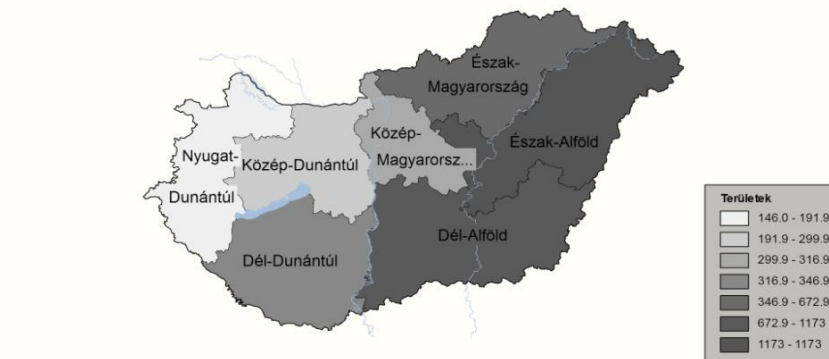 Észak-
Magyarország
Közép-
Magyarorsz...
Észak-Alföld
Nyugat-
Dunántúl
Közép-Dunántúl
Dél-Alföld
Dél-Dunántúl
Területek
146.0 - 191.9
191.9 - 299.9
299.9 - 316.9
316.9 - 346.9
346.9 - 672.9
672.9 - 1173
1173 - 1173